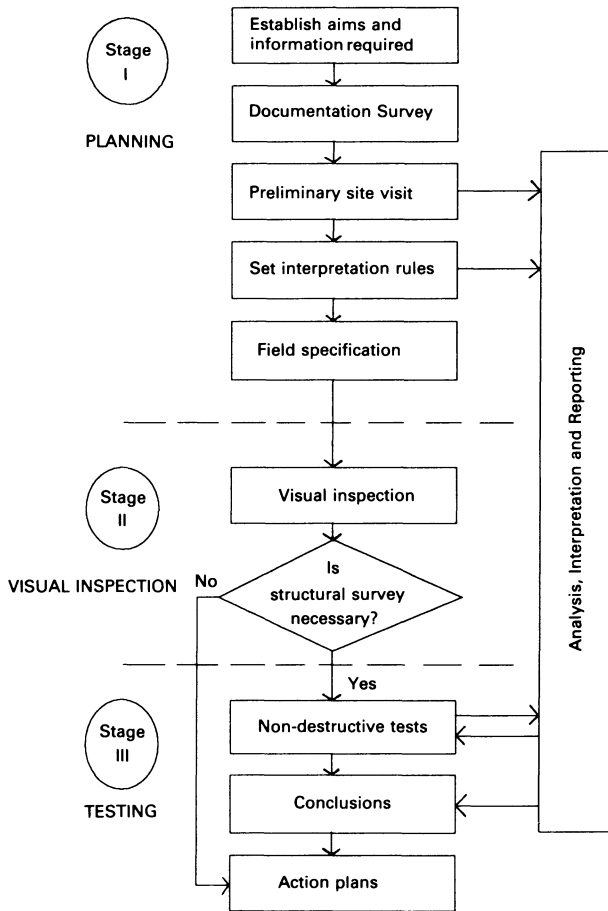 Stage
I
PLANNING
Establish aims and
information required
Documentation Survey
Preliminary site visit
Set interpretation rules
Field specification
Analysis, Interpretation and Reporting
Stage
II
VISUAL INSPECTION
Visual inspection
No
Is
structural survey
necessary?
Yes
Stage
III
TESTING
Non-destructive tests
Conclusions
Action plans